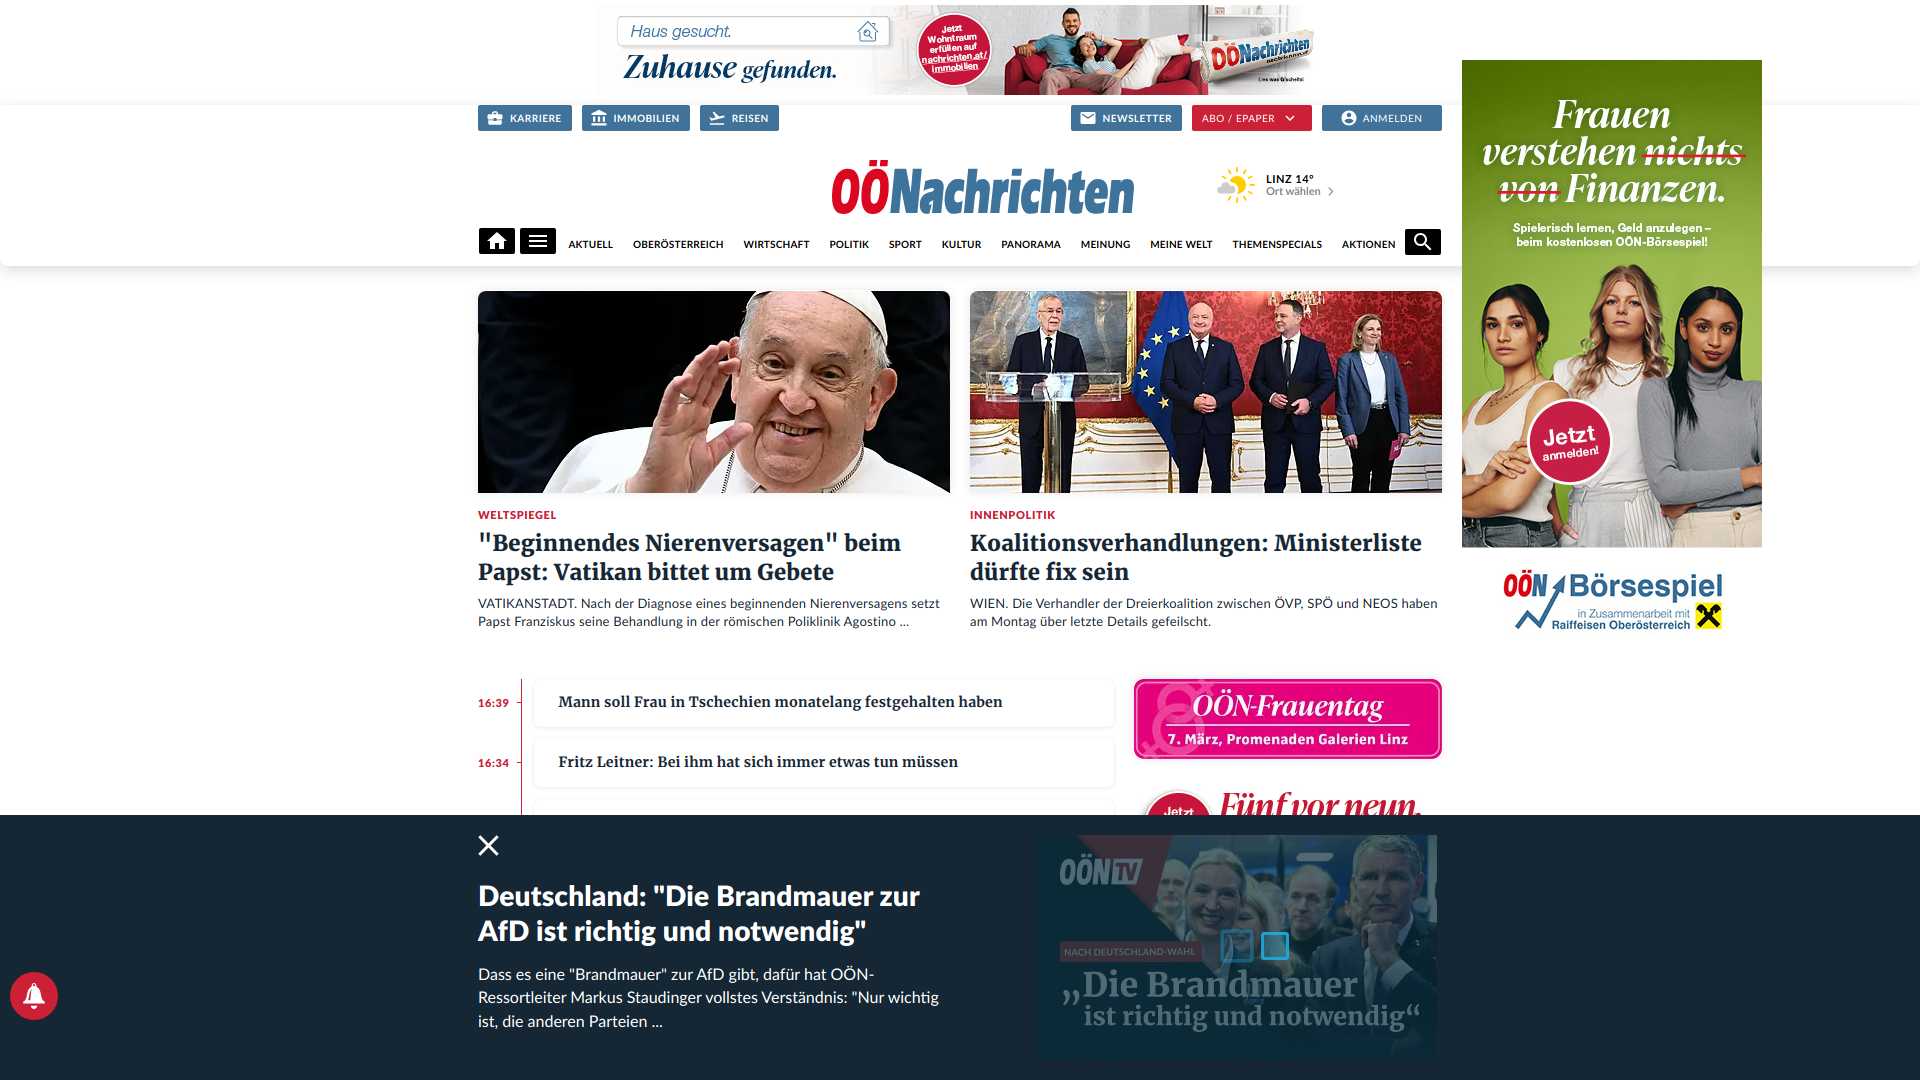 Haus gesucht.
Zuhause gefunden.
Jetzt
Wohntraum
erfüllen auf
nachrichten.at/
immobilien
OÖNachrichten
Lies was Gscheits!
KARRIERE
IMMOBILIEN
REISEN
NEWSLETTER
ABO / EPAPER
ANMELDEN
OÖNachrichten
LINZ 14°
Ort wählen
AKTUELL
OBERÖSTERREICH
WIRTSCHAFT
POLITIK
SPORT
KULTUR
PANORAMA
MEINUNG
MEINE WELT
THEMENSPECIALS
AKTIONEN
Frauen
verstehen nichts
von Finanzen.
Spielerisch lernen, Geld anzulegen –
beim kostenlosen OÖN-Börsespiel!
Jetzt
anmelden!
OÖN Börsespiel
in Zusammenarbeit mit
Raiffeisen Oberösterreich
WELTSPIEGEL
"Beginnendes Nierenversagen" beim
Papst: Vatikan bittet um Gebete
VATIKANSTADT. Nach der Diagnose eines beginnenden Nierenversagens setzt
Papst Franziskus seine Behandlung in der römischen Poliklinik Agostino ...
INNENPOLITIK
Koalitionsverhandlungen: Ministerliste
dürfte fix sein
WIEN. Die Verhandler der Dreierkoalition zwischen ÖVP, SPÖ und NEOS haben
am Montag über letzte Details gefeilscht.
16:39
Mann soll Frau in Tschechien monatelang festgehalten haben
16:34
Fritz Leitner: Bei ihm hat sich immer etwas tun müssen
OÖN-Frauentag
7. März, Promenaden Galerien Linz
Jetzt
Fünf vor neun.
Deutschland: "Die Brandmauer zur
AfD ist richtig und notwendig"
Dass es eine "Brandmauer" zur AfD gibt, dafür hat OÖN-
Ressortleiter Markus Staudinger vollstes Verständnis: "Nur wichtig
ist, die anderen Parteien ...
OÖN TV
NACH DEUTSCHLAND-WAHL
„Die Brandmauer
ist richtig und notwendig“